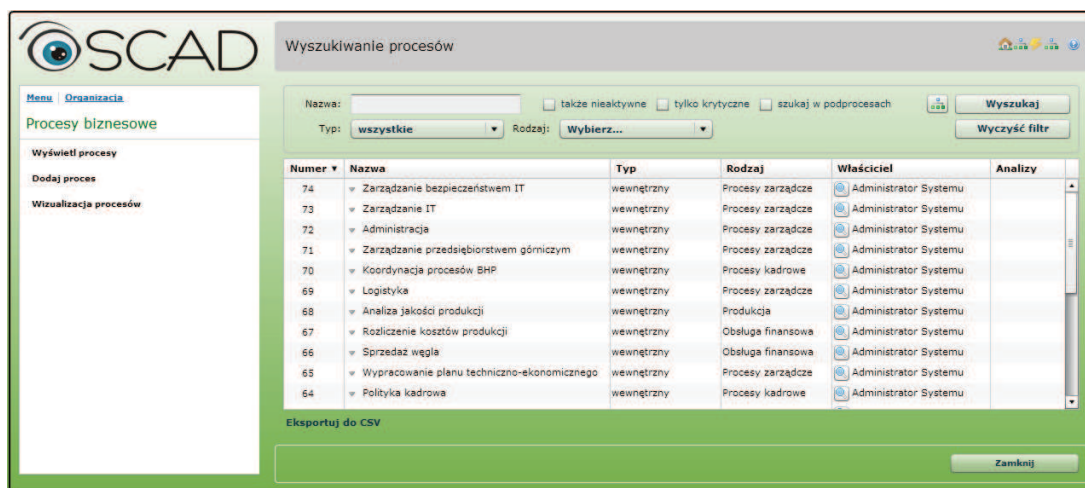 OSCAD
Wyszukiwanie procesów
Menu Organizacja
Procesy biznesowe
Wyświetl procesy
Dodaj proces
Wizualizacja procesów
Nazwa: także nieaktywne tylko krytyczne szukaj w podprocesach Wyszukaj
Typ: wszystkie Rodzaj: Wybierz... Wyczyść filtr
Numer Nazwa Typ Rodzaj Właściciel Analizy
74 Zarządzanie bezpieczeństwem IT wewnętrzny Procesy zarządcze Administrator Systemu
73 Zarządzanie IT wewnętrzny Procesy zarządcze Administrator Systemu
72 Administracja wewnętrzny Procesy zarządcze Administrator Systemu
71 Zarządzanie przedsiębiorstwem górniczym wewnętrzny Procesy zarządcze Administrator Systemu
70 Koordynacja procesów BHP wewnętrzny Procesy kadrowe Administrator Systemu
69 Logistyka wewnętrzny Procesy zarządcze Administrator Systemu
68 Analiza jakości produkcji wewnętrzny Produkcja Administrator Systemu
67 Rozliczenie kosztów produkcji wewnętrzny Obsługa finansowa Administrator Systemu
66 Sprzedaż węgla wewnętrzny Obsługa finansowa Administrator Systemu
65 Wypracowanie planu techniczno-ekonomicznego wewnętrzny Procesy zarządcze Administrator Systemu
64 Polityka kadrowa wewnętrzny Procesy kadrowe Administrator Systemu
Eksportuj do CSV
Zamknij